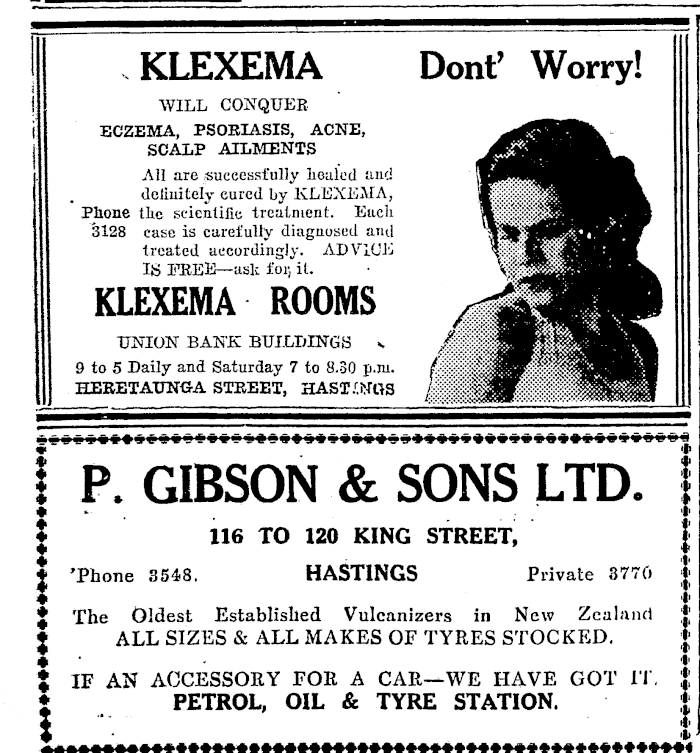 KLEXEMA
WILL CONQUER
ECZEMA, PSORIASIS, ACNE,
SCALP AILMENTS
All are successfully healed and
definitely cured by KLEXEMA,
the scientific treatment. Each
case is carefully diagnosed and
treated accordingly. ADVICE
IS FREE—ask for it.
Phone
3128
KLEXEMA ROOMS
UNION BANK BUILDINGS
9 to 5 Daily and Saturday 7 to 8.30 p.m.
HERETAUNGA STREET, HASTINGS
Dont' Worry!
P. GIBSON & SONS LTD.
116 TO 120 KING STREET,
'Phone 3548. HASTINGS Private 3770
The Oldest Established Vulcanizers in New Zealand
ALL SIZES & ALL MAKES OF TYRES STOCKED.
IF AN ACCESSORY FOR A CAR—WE HAVE GOT IT.
PETROL, OIL & TYRE STATION.